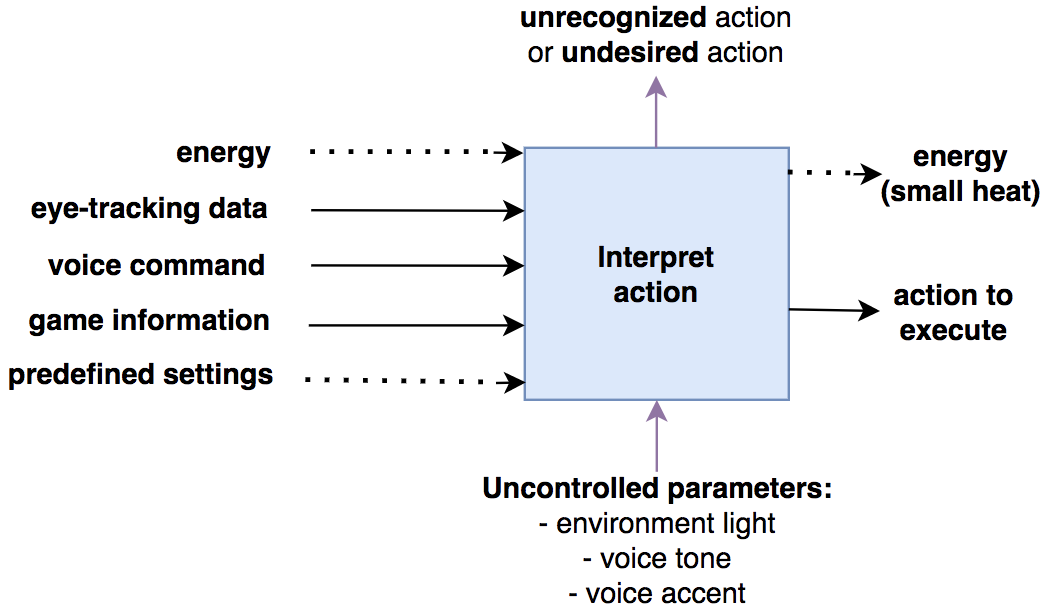 unrecognized action
or undesired action
energy
eye-tracking data
voice command
game information
predefined settings
Interpret
action
energy
(small heat)
action to
execute
Uncontrolled parameters:
- environment light
- voice tone
- voice accent